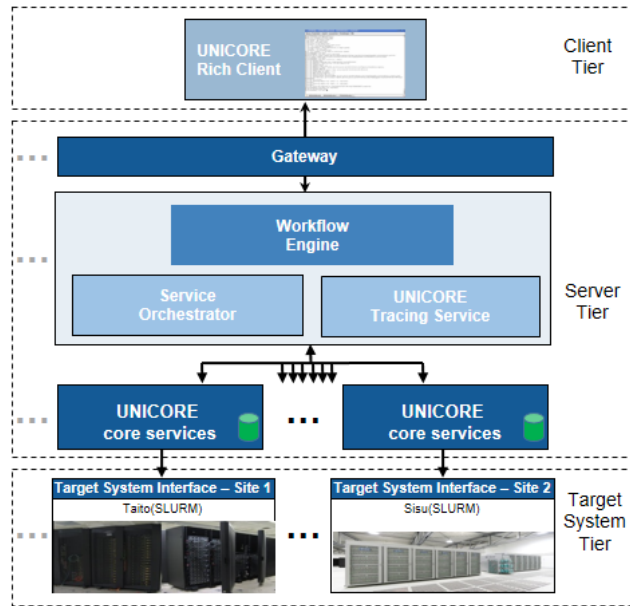 UNICORE
Rich Client
Client
Tier
Gateway
Workflow
Engine
Service
Orchestrator
UNICORE
Tracing Service
Server
Tier
UNICORE
core services
UNICORE
core services
Target System Interface – Site 1
Taito(SLURM)
Target System Interface – Site 2
Sisu(SLURM)
Target
System
Tier